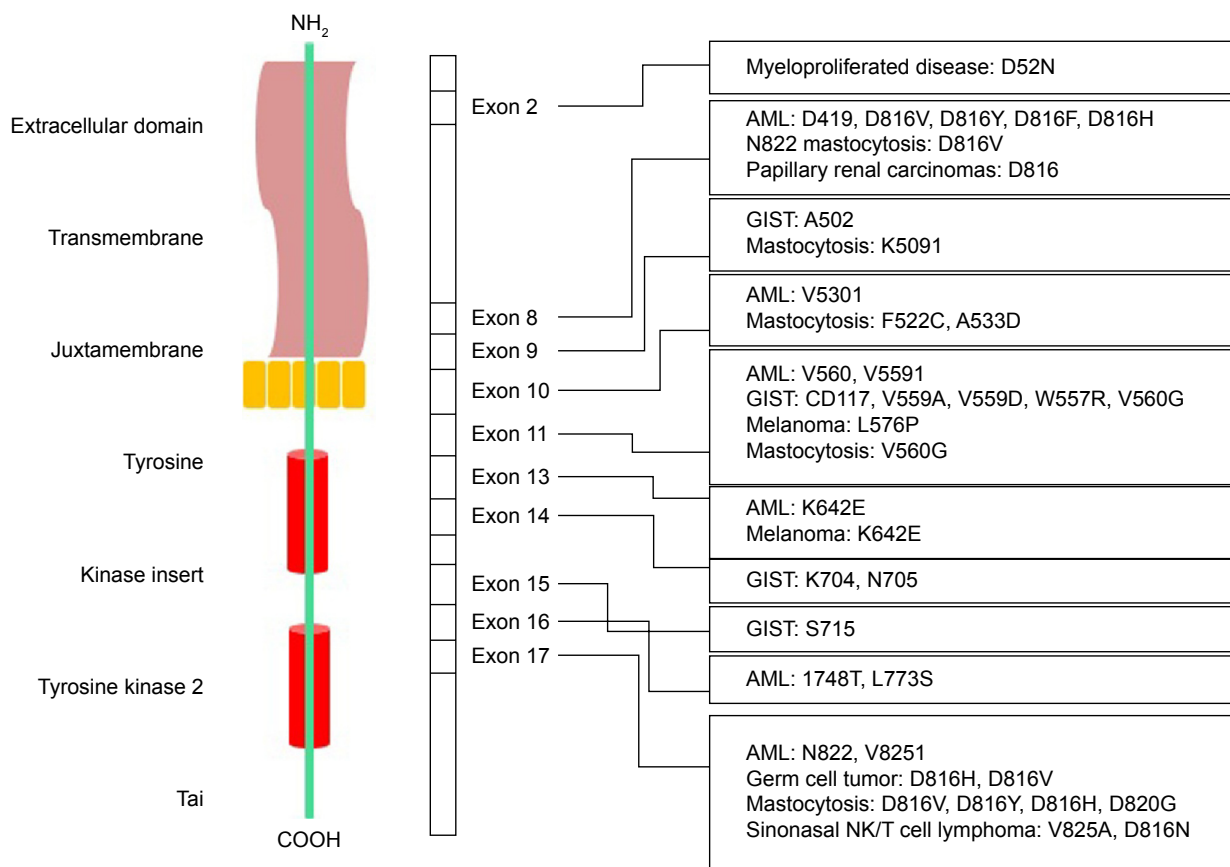 NH2
Extracellular domain
Transmembrane
Juxtamembrane
Tyrosine
Kinase insert
Tyrosine kinase 2
Tai
COOH
Exon 2
Exon 8
Exon 9
Exon 10
Exon 11
Exon 13
Exon 14
Exon 15
Exon 16
Exon 17
Myeloproliferated disease: D52N
AML: D419, D816V, D816Y, D816F, D816H
N822 mastocytosis: D816V
Papillary renal carcinomas: D816
GIST: A502
Mastocytosis: K5091
AML: V5301
Mastocytosis: F522C, A533D
AML: V560, V5591
GIST: CD117, V559A, V559D, W557R, V560G
Melanoma: L576P
Mastocytosis: V560G
AML: K642E
Melanoma: K642E
GIST: K704, N705
GIST: S715
AML: 1748T, L773S
AML: N822, V8251
Germ cell tumor: D816H, D816V
Mastocytosis: D816V, D816Y, D816H, D820G
Sinonasal NK/T cell lymphoma: V825A, D816N